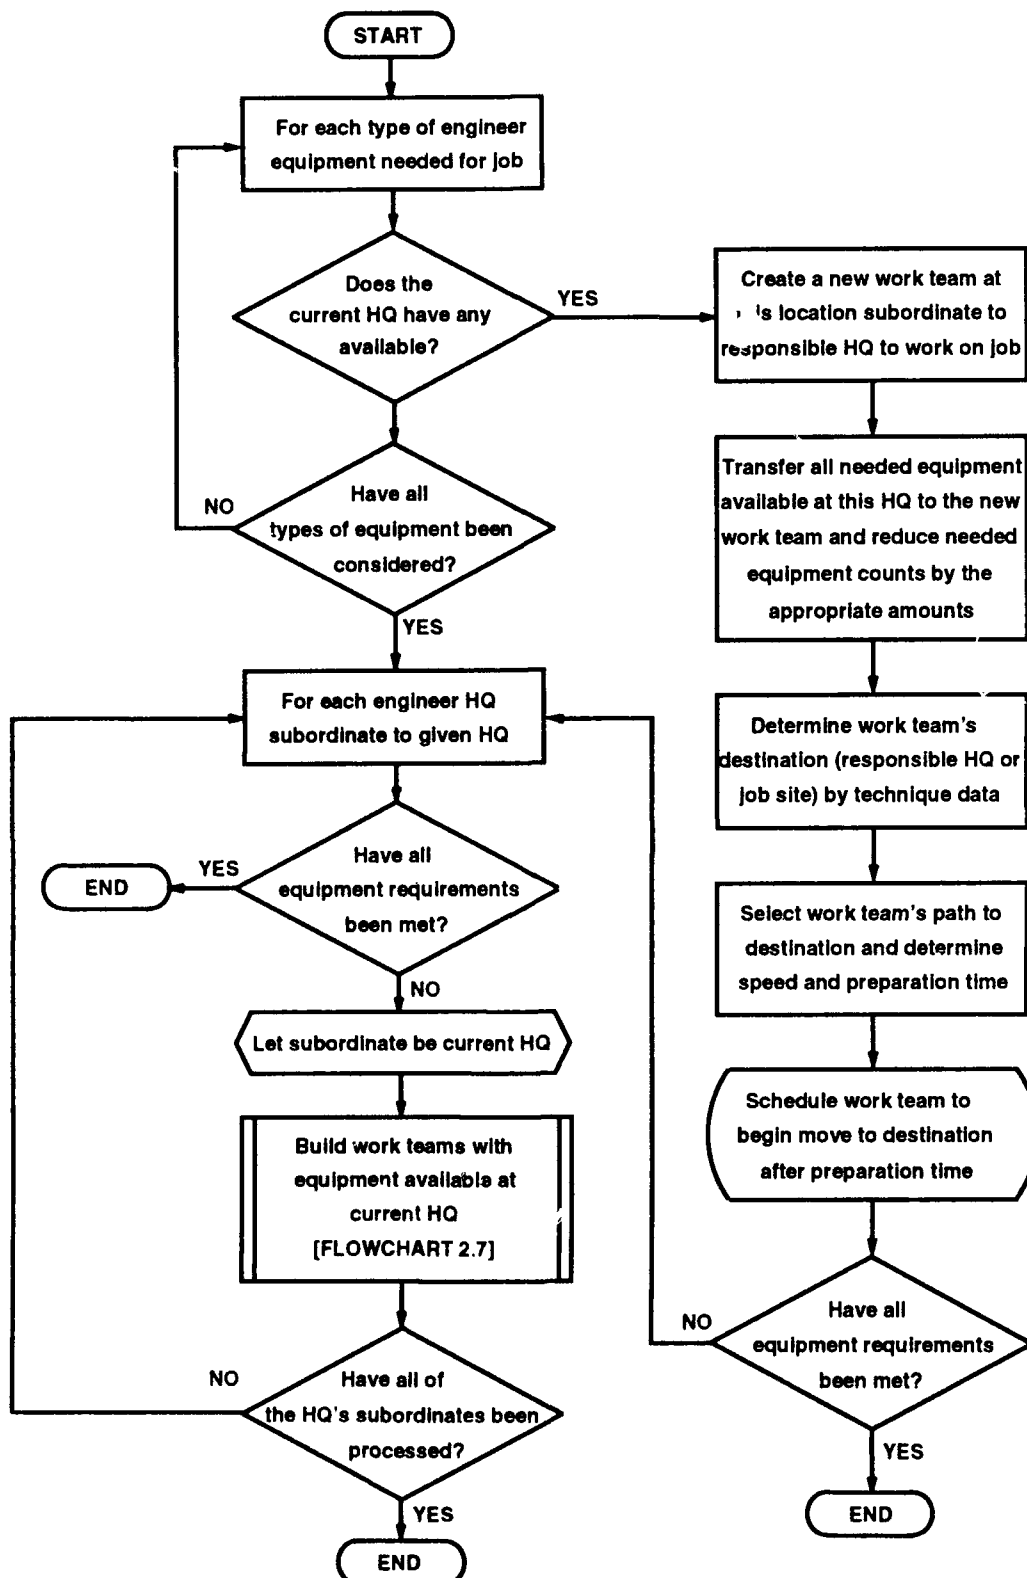 START
For each type of engineer
equipment needed for job
Does the
current HQ have any
available?
YES
Have all
types of equipment been
considered?
NO
YES
For each engineer HQ
subordinate to given HQ
Have all
equipment requirements
been met?
YES
END
NO
Let subordinate be current HQ
Build work teams with
equipment available at
current HQ
[FLOWCHART 2.7]
Have all of
the HQ's subordinates been
processed?
NO
YES
END
Create a new work team at
location subordinate to
responsible HQ to work on job
Transfer all needed equipment
available at this HQ to the new
work team and reduce needed
equipment counts by the
appropriate amounts
Determine work team's
destination (responsible HQ or
job site) by technique data
Select work team's path to
destination and determine
speed and preparation time
Schedule work team to
begin move to destination
after preparation time
Have all
equipment requirements
been met?
NO
YES
END